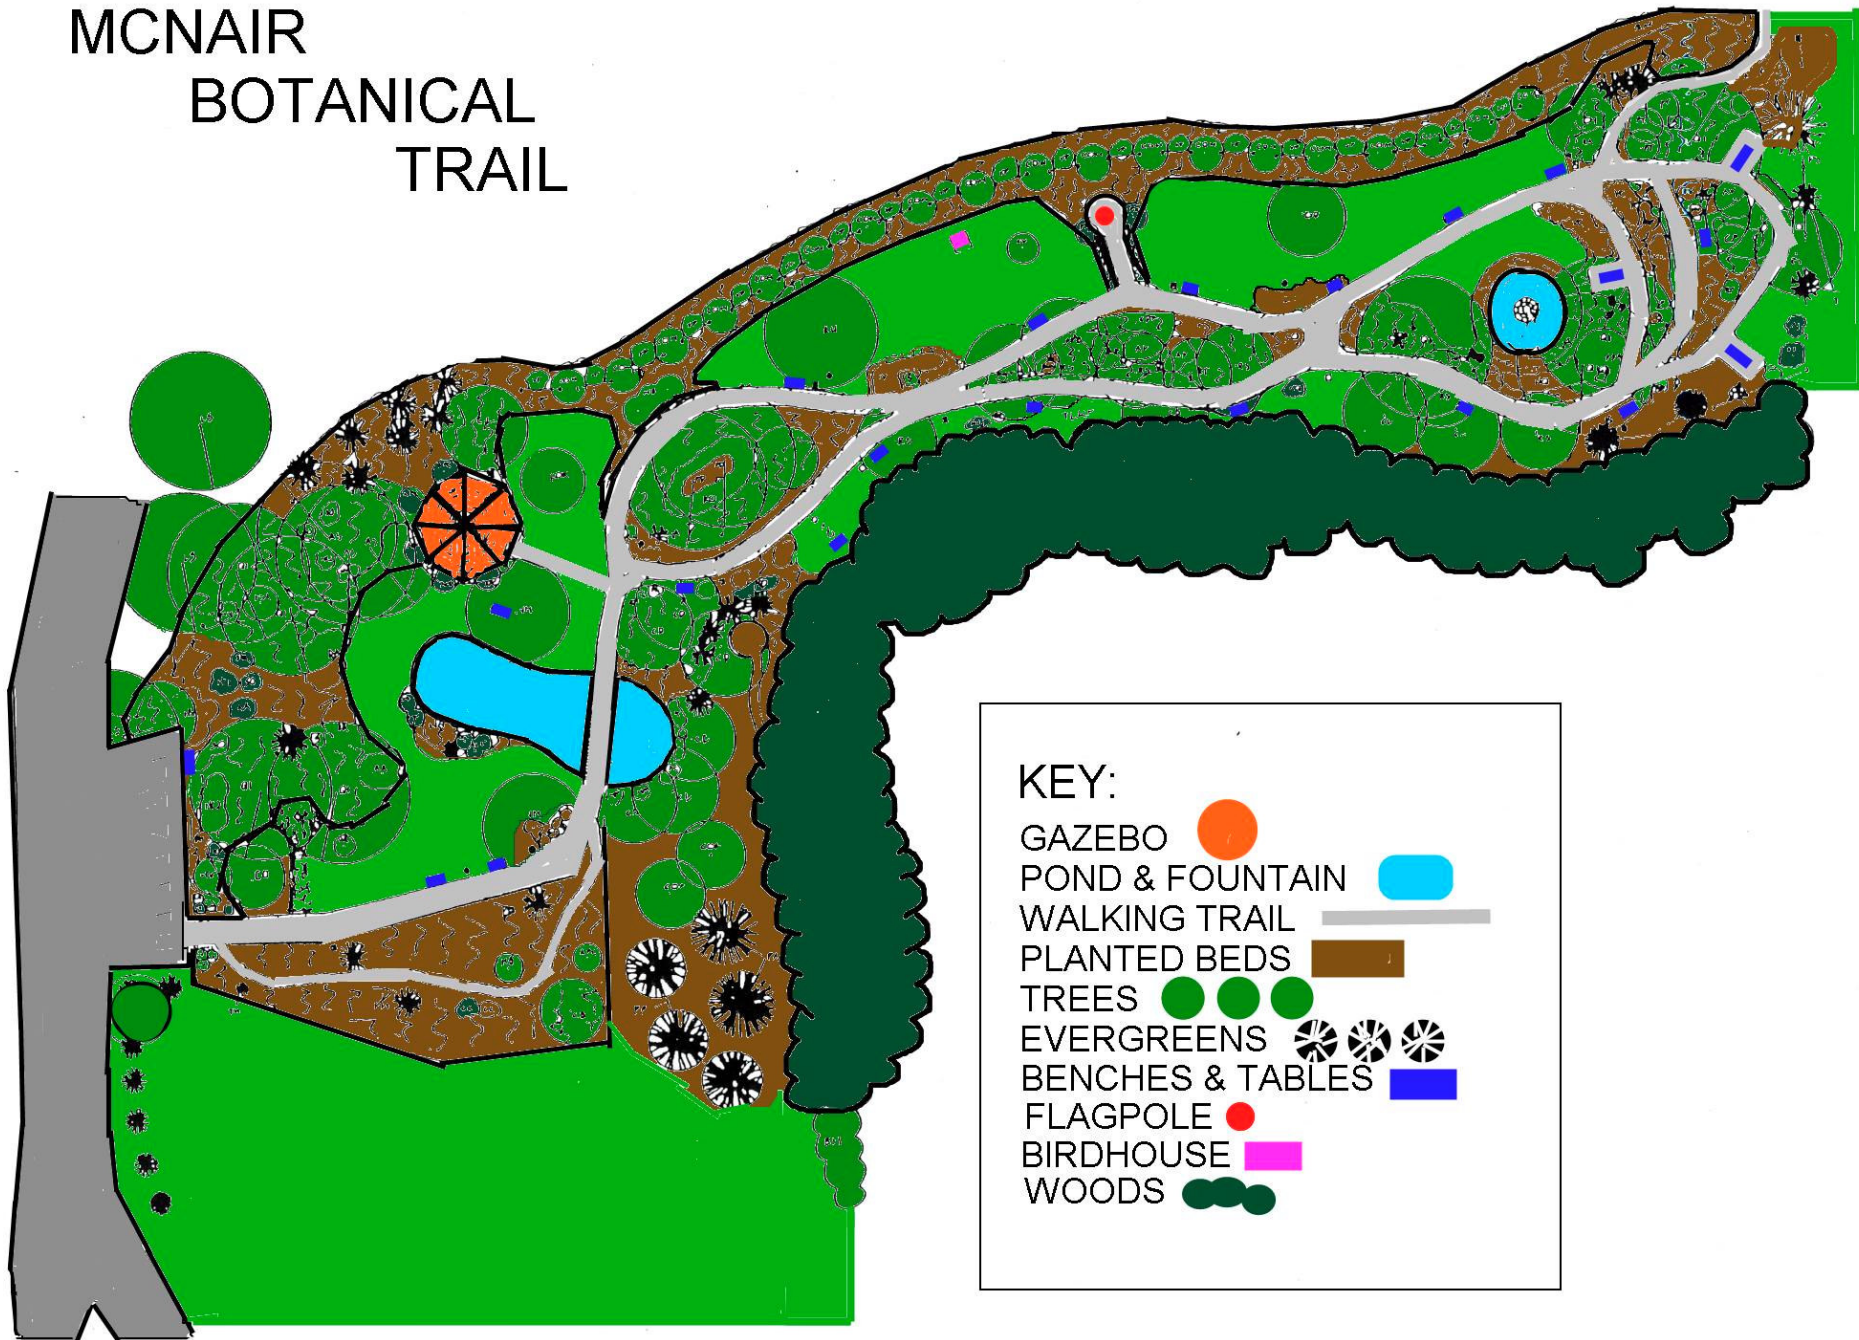 MCNAIR
BOTANICAL
TRAIL
KEY:
GAZEBO
POND & FOUNTAIN
WALKING TRAIL
PLANTED BEDS
TREES
EVERGREENS
BENCHES & TABLES
FLAGPOLE
BIRDHOUSE
WOODS